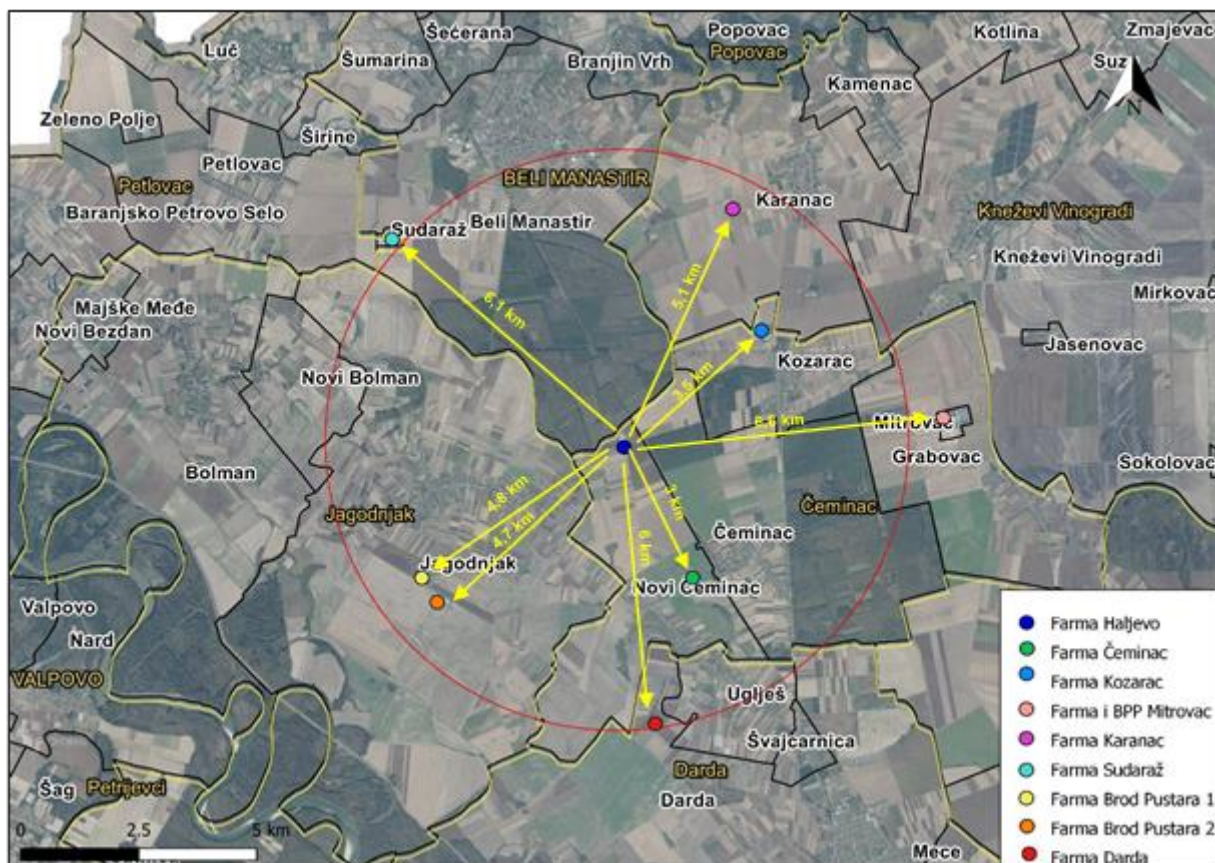 Luč
Šećerana
Šumarina
Branjin Vrh
Popovac
Popovac
Kotlina
Zmajevac
Suz
Kamenac
N
Zeleno Polje
Širine
Petlovac
Petlovac
BELI MANASTIR
Baranjsko Petrovo Selo
Sudaraž
Beli Manastir
Karanac
Kneževi Vinogradi
Kneževi Vinogradi
Majške Međe
Novi Bezdan
Mirkovac
6,1 km
5,1 km
Jasenovac
Novi Bolman
Kozarac
3,5 km
6,6 km
Mitrovac
Grabovac
Sokolovac
Bolman
Jagodnjak
Čeminac
4,8 km
4,7 km
3 km
6 km
Čeminac
Jagodnjak
Novi Čeminac
Valpovo
Nard
VALPOVO
Uglješ
Švajcarnica
Darda
Darda
Petrijevci
Šag
Mece
0 2.5 5 km
Farma Haljevo
Farma Čeminac
Farma Kozarac
Farma i BPP Mitrovac
Farma Karanac
Farma Sudaraž
Farma Brod Pustara 1
Farma Brod Pustara 2
Farma Darda